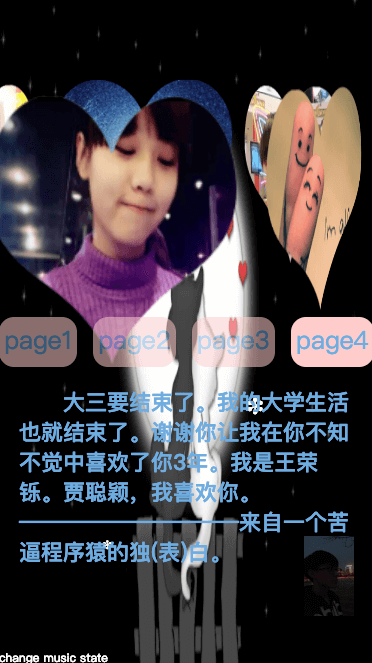 I'm ali
page1 page2 page3 page4
大三要结束了。我的大学生活
也就结束了。谢谢你让我在你不知
不觉中喜欢了你3年。我是王荣
铄。贾聪颖，我喜欢你。
——————————来自一个苦
逼程序猿的独(表)白。
change music state